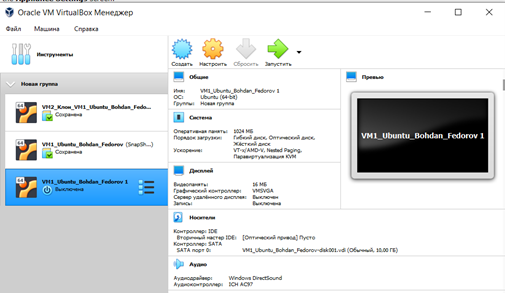 Oracle VM VirtualBox Менеджер
Файл Машина Справка
Инструменты
Создать Настроить Сбросить Запустить
Новая группа
64
VM2_Клон_VM1_Ubuntu_Bohdan_Fedo...
Сохранена
64
VM1_Ubuntu_Bohdan_Fedorov (SnapSh...)
Сохранена
64
VM1_Ubuntu_Bohdan_Fedorov 1
Выключена
Общие
Имя: VM1_Ubuntu_Bohdan_Fedorov 1
ОС: Ubuntu (64-bit)
Группы: Новая группа
Система
Оперативная память: 1024 МБ
Порядок загрузки: Гибкий диск, Оптический диск,
Жёсткий диск
Ускорение: VT-x/AMD-V, Nested Paging,
Паравиртуализация KVM
Дисплей
Видеопамять: 16 МБ
Графический контроллер: VMSVGA
Сервер удалённого дисплея: Выключен
Запись: Выключена
Носители
Контроллер: IDE
Вторичный мастер IDE: [Оптический привод] Пусто
Контроллер: SATA
SATA порт 0: VM1_Ubuntu_Bohdan_Fedorov-disk001.vdi (Обычный, 10,00 ГБ)
Аудио
Аудиодрайвер: Windows DirectSound
Аудиоконтроллер: ICH AC97
Превью
VM1_Ubuntu_Bohdan_Fedorov 1